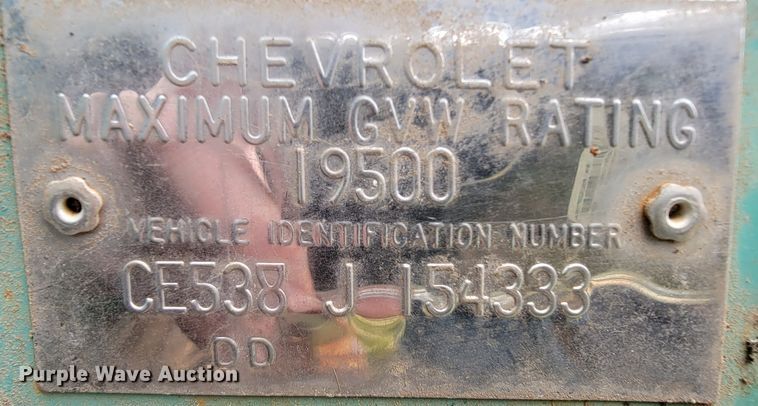 CHEVROLET
MAXIMUM GVW RATING
19500
VEHICLE IDENTIFICATION NUMBER
CE538 J 154333
DD
Purple Wave Auction